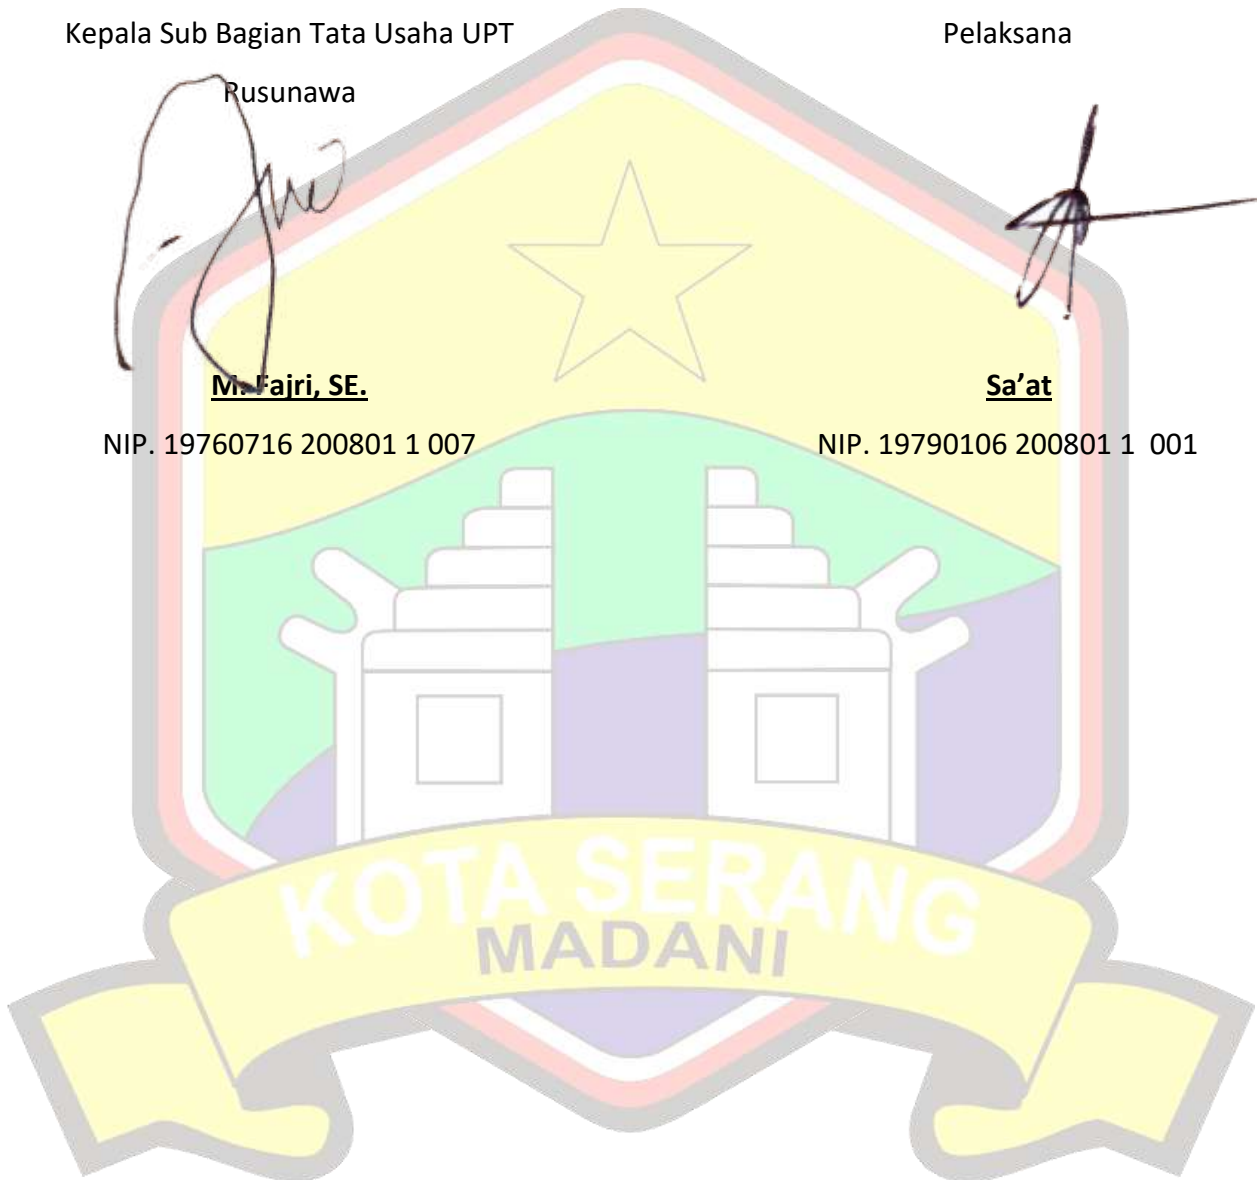 Kepala Sub Bagian Tata Usaha UPT
Rusunawa
M. Fajri, SE.
NIP. 19760716 200801 1 007
Pelaksana
Sa’at
NIP. 19790106 200801 1 001
KOTA SERANG
MADANI